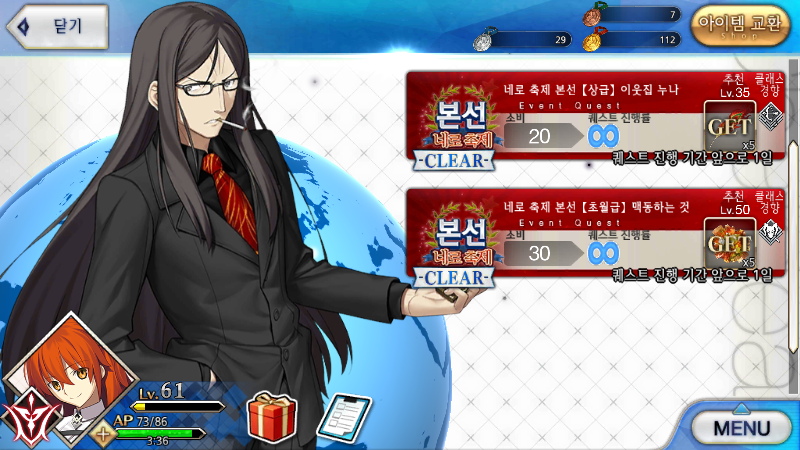 닫기
29
7
112
아이템 교환
Shop
본선
네로 축제
-CLEAR-
네로 축제 본선【상급】이웃집 누나
Event Quest
추천
Lv.35
클래스
경향
소비
20
퀘스트 진행률
∞
GET
x5
퀘스트 진행 기간 앞으로 1일
본선
네로 축제
-CLEAR-
네로 축제 본선【초월급】맥동하는 것
Event Quest
추천
Lv.50
클래스
경향
소비
30
퀘스트 진행률
∞
GET
x5
퀘스트 진행 기간 앞으로 1일
Lv.61
AP 73/86
3:36
MENU